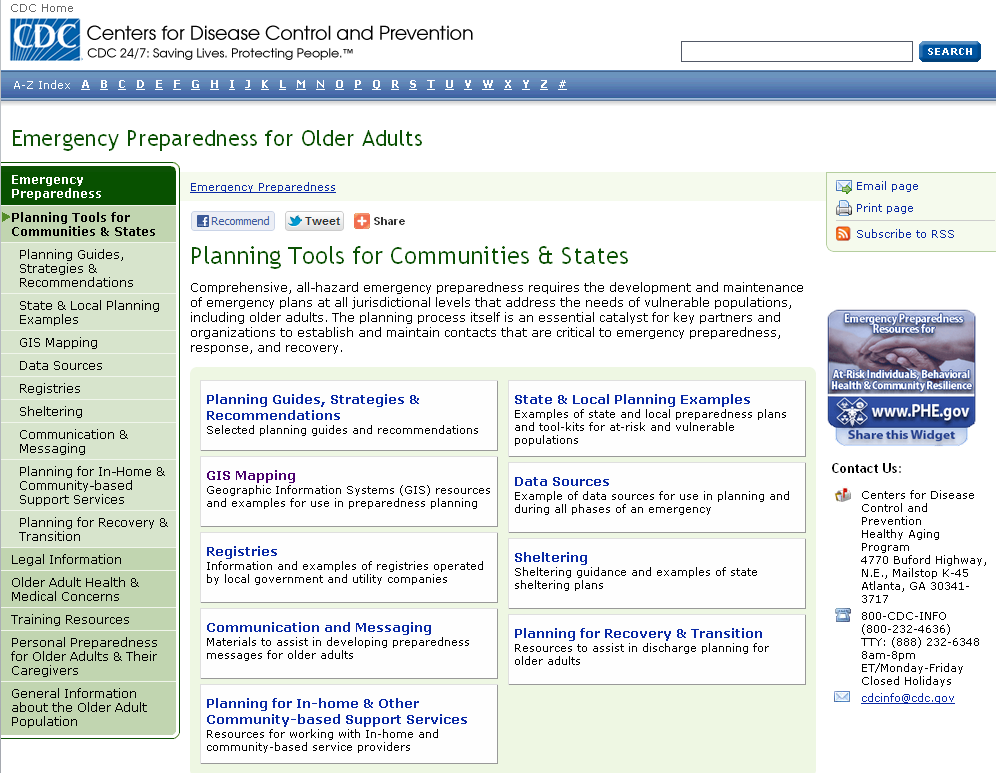 CDC Home
CDC
Centers for Disease Control and Prevention
CDC 24/7: Saving Lives. Protecting People.™
SEARCH
A-Z Index A B C D E F G H I J K L M N O P Q R S T U V W X Y Z #
Emergency Preparedness for Older Adults
Emergency
Preparedness
Planning Tools for
Communities & States
Planning Guides,
Strategies &
Recommendations
State & Local Planning
Examples
GIS Mapping
Data Sources
Registries
Sheltering
Communication &
Messaging
Planning for In-Home &
Community-based
Support Services
Planning for Recovery &
Transition
Legal Information
Older Adult Health &
Medical Concerns
Training Resources
Personal Preparedness
for Older Adults & Their
Caregivers
General Information
about the Older Adult
Population
Emergency Preparedness
Recommend Tweet Share
Planning Tools for Communities & States
Comprehensive, all-hazard emergency preparedness requires the development and maintenance
of emergency plans at all jurisdictional levels that address the needs of vulnerable populations,
including older adults. The planning process itself is an essential catalyst for key partners and
organizations to establish and maintain contacts that are critical to emergency preparedness,
response, and recovery.
Planning Guides, Strategies &
Recommendations
Selected planning guides and recommendations
GIS Mapping
Geographic Information Systems (GIS) resources
and examples for use in preparedness planning
Registries
Information and examples of registries operated
by local government and utility companies
Communication and Messaging
Materials to assist in developing preparedness
messages for older adults
Planning for In-home & Other
Community-based Support Services
Resources for working with In-home and
community-based service providers
State & Local Planning Examples
Examples of state and local preparedness plans
and tool-kits for at-risk and vulnerable
populations
Data Sources
Example of data sources for use in planning and
during all phases of an emergency
Sheltering
Sheltering guidance and examples of state
sheltering plans
Planning for Recovery & Transition
Resources to assist in discharge planning for
older adults
Email page
Print page
Subscribe to RSS
Emergency Preparedness
Resources for
At-Risk Individuals, Behavioral
Health & Community Resilience
www.PHE.gov
Share this Widget
Contact Us:
Centers for Disease
Control and
Prevention
Healthy Aging
Program
4770 Buford Highway,
N.E., Mailstop K-45
Atlanta, GA 30341-
3717
800-CDC-INFO
(800-232-4636)
TTY: (888) 232-6348
8am-8pm
ET/Monday-Friday
Closed Holidays
cdcinfo@cdc.gov